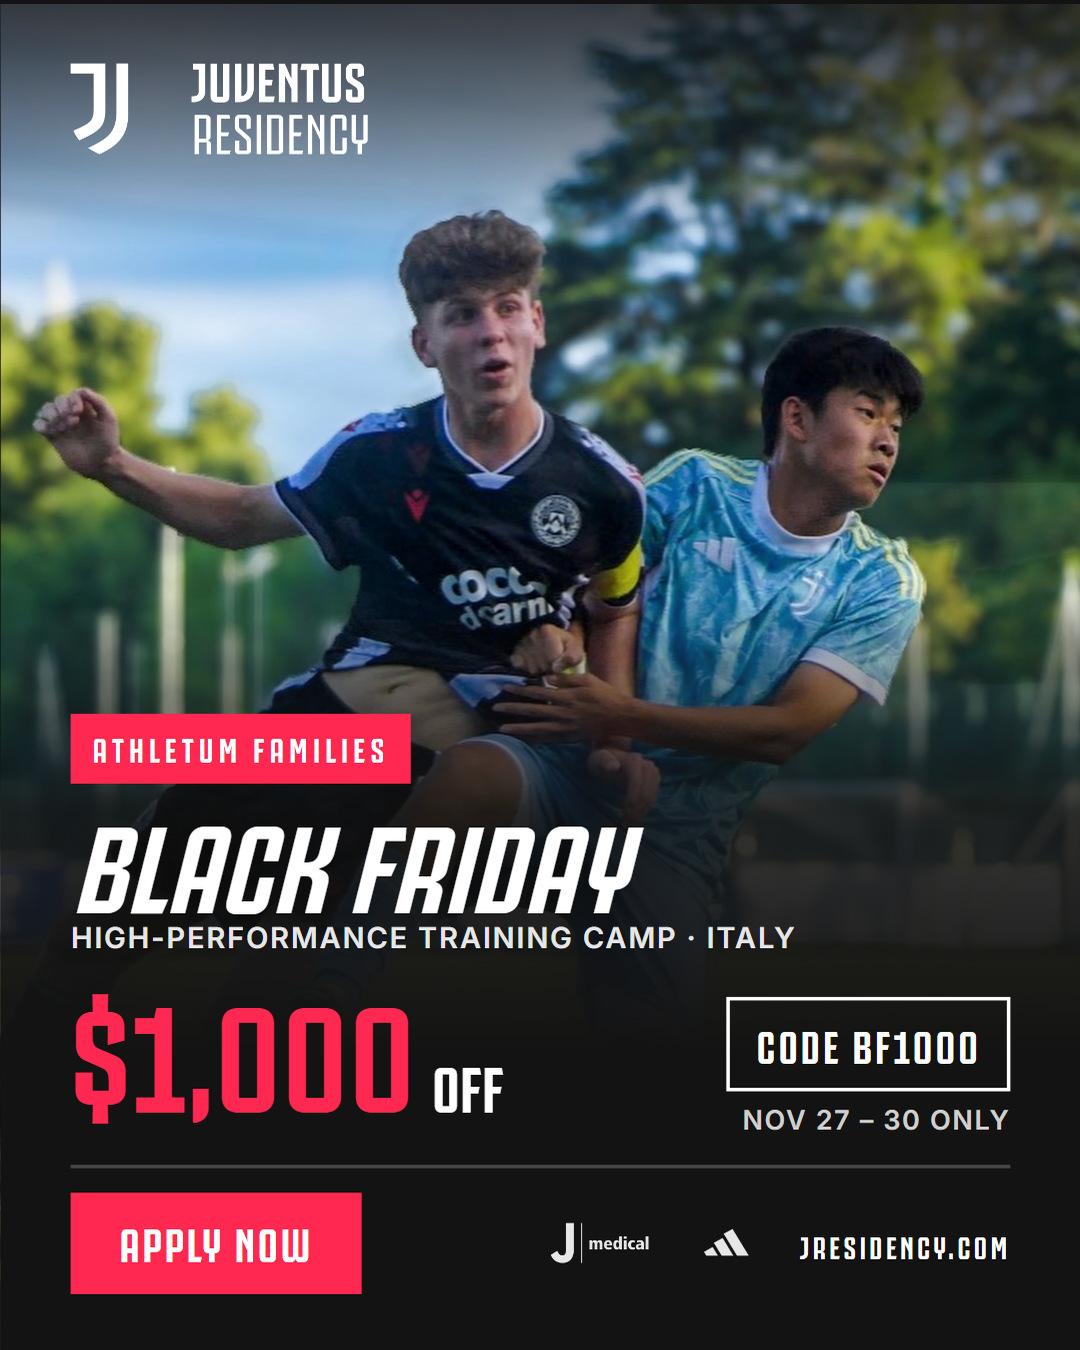 JUVENTUS
RESIDENCY
ATHLETUM FAMILIES
BLACK FRIDAY
HIGH-PERFORMANCE TRAINING CAMP · ITALY
$1,000 OFF
CODE BF1000
NOV 27 – 30 ONLY
APPLY NOW
J medical
JRESIDENCY.COM